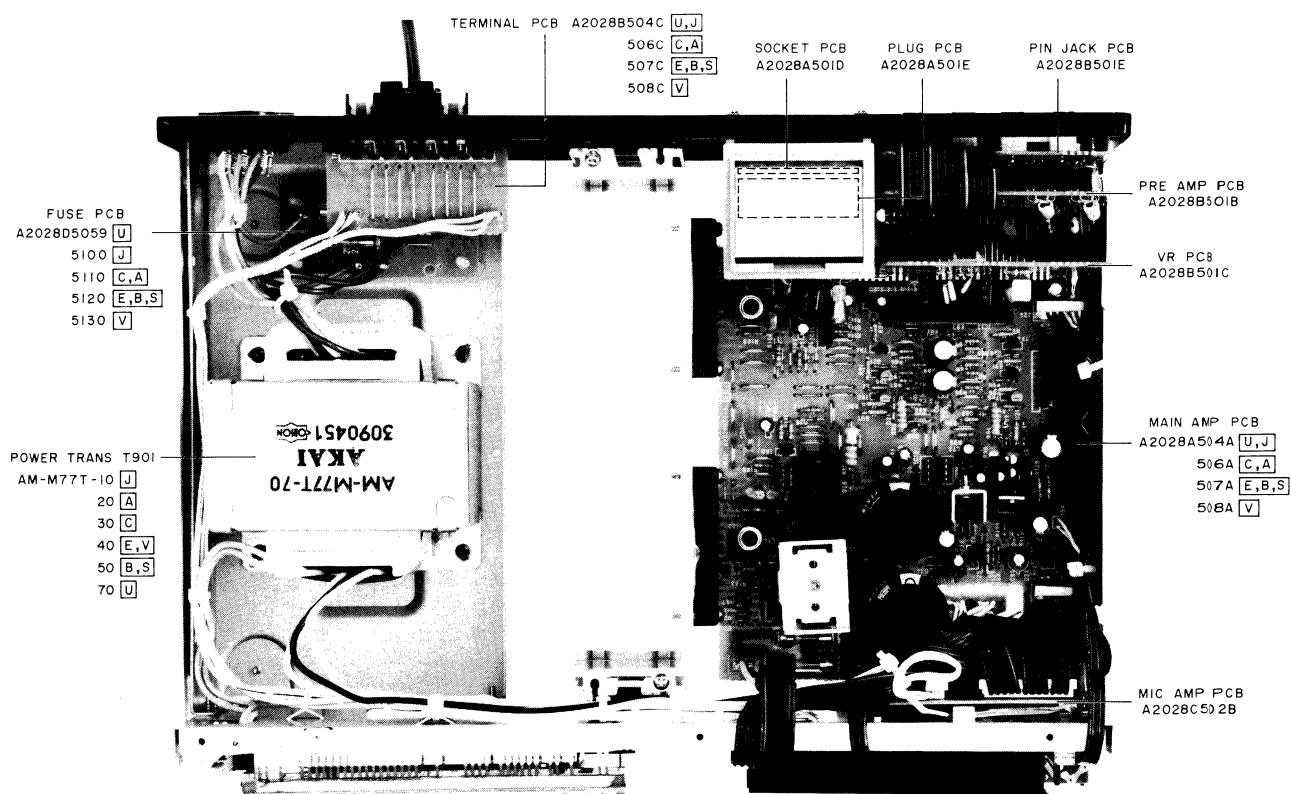 TERMINAL PCB A2028B504C U,J
506C C,A
507C E,B,S
508C V
SOCKET PCB
A2028A501D
PLUG PCB
A2028A501E
PIN JACK PCB
A2028B501E
PRE AMP PCB
A2028B501B
VR PCB
A2028B501C
FUSE PCB
A2028D5059 U
5100 J
5110 C,A
5120 E,B,S
5130 V
POWER TRANS T901
AM-M77T-10 J
20 A
30 C
40 E,V
50 B,S
70 U
AM-M77T-70
AKAI
3090451 ORION
MAIN AMP PCB
A2028A504A U,J
506A C,A
507A E,B,S
508A V
MIC AMP PCB
A2028C502B